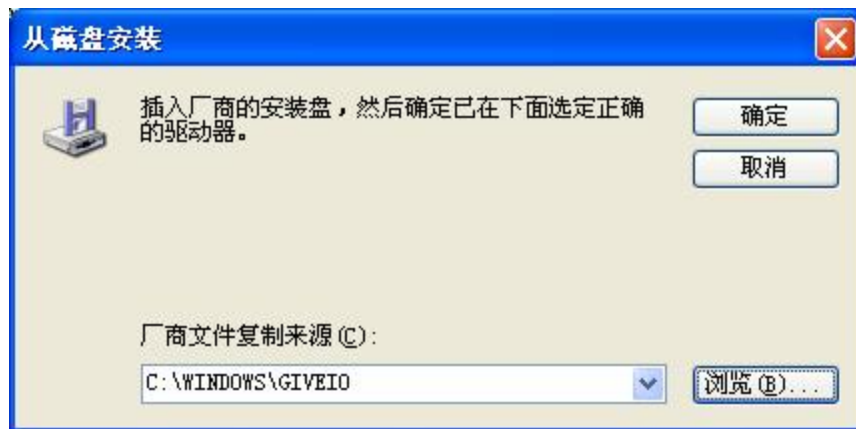 从磁盘安装
插入厂商的安装盘，然后确定已在下面选定正确
的驱动器。
确定
取消
厂商文件复制来源(C):
C:\WINDOWS\GIVEIO
浏览(B)...